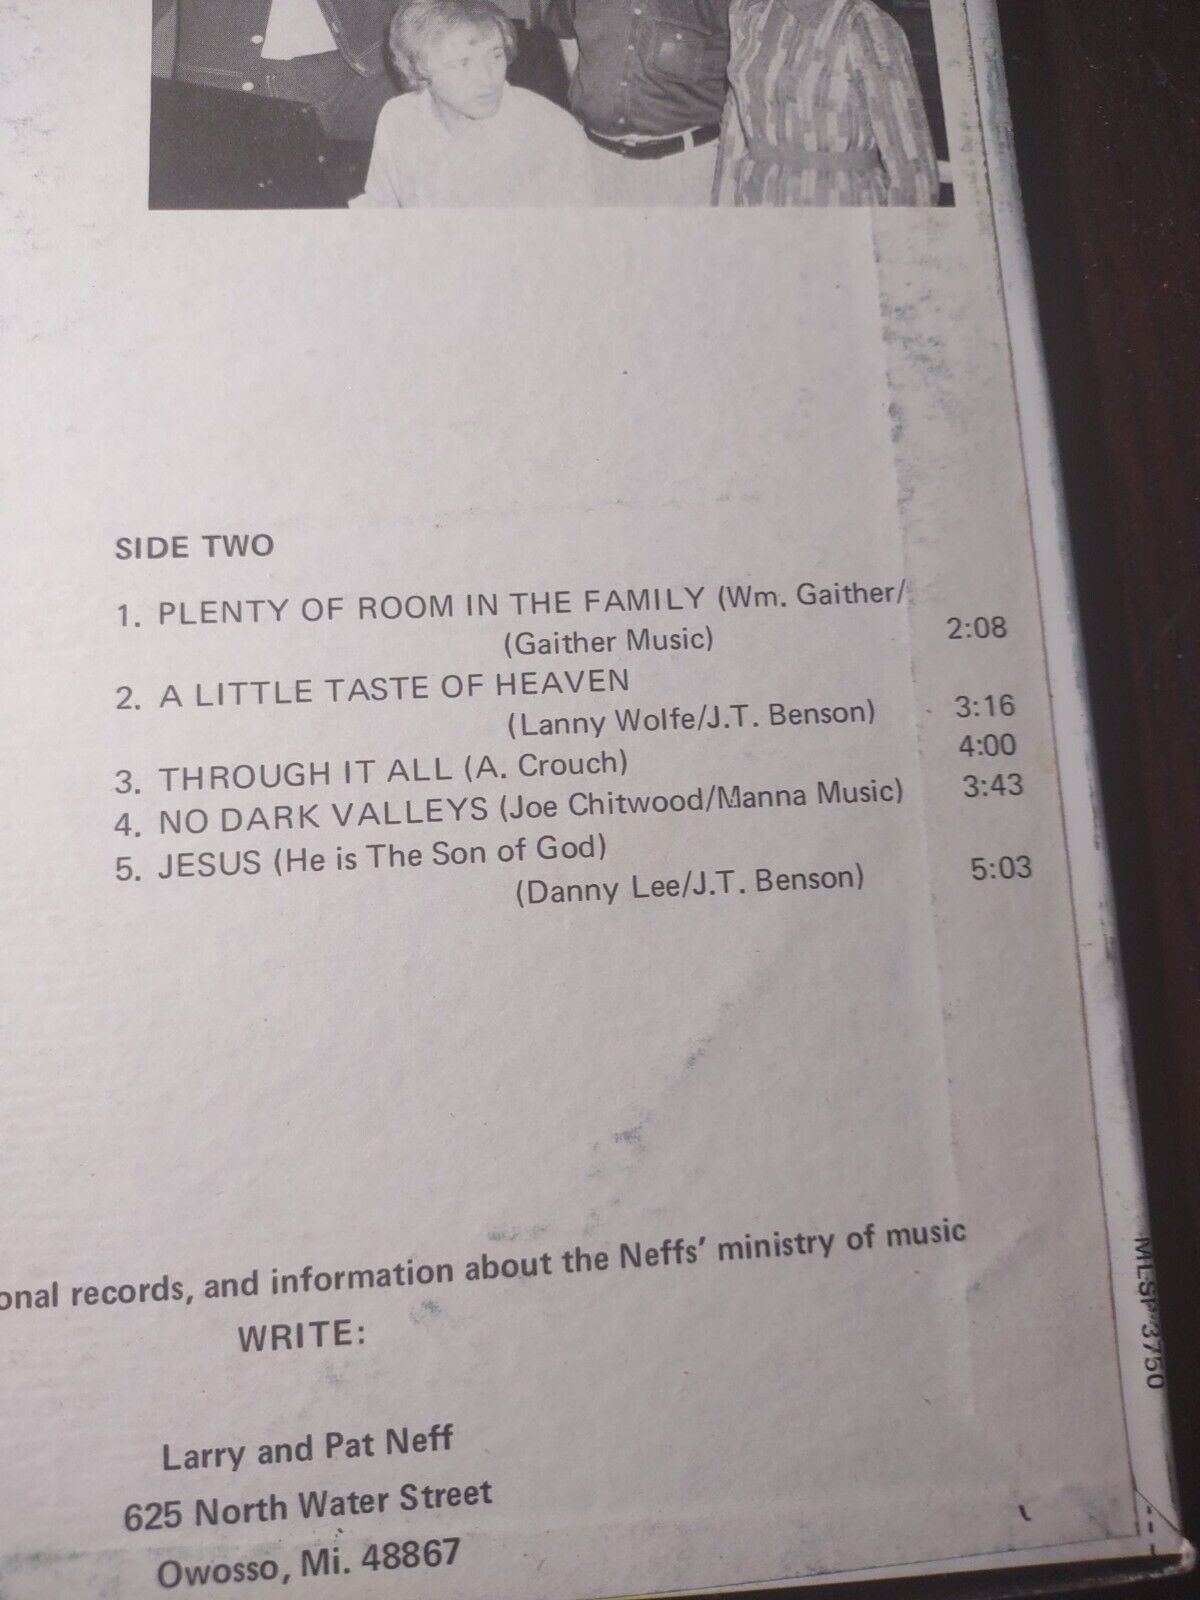 SIDE TWO
1. PLENTY OF ROOM IN THE FAMILY (Wm. Gaither/
(Gaither Music) 2:08
2. A LITTLE TASTE OF HEAVEN
(Lanny Wolfe/J.T. Benson) 3:16
3. THROUGH IT ALL (A. Crouch) 4:00
4. NO DARK VALLEYS (Joe Chitwood/Manna Music) 3:43
5. JESUS (He is The Son of God)
(Danny Lee/J.T. Benson) 5:03
records, and information about the Neffs' ministry of music
WRITE:
Larry and Pat Neff
625 North Water Street
Owosso, Mi. 48867
MLSP-3750